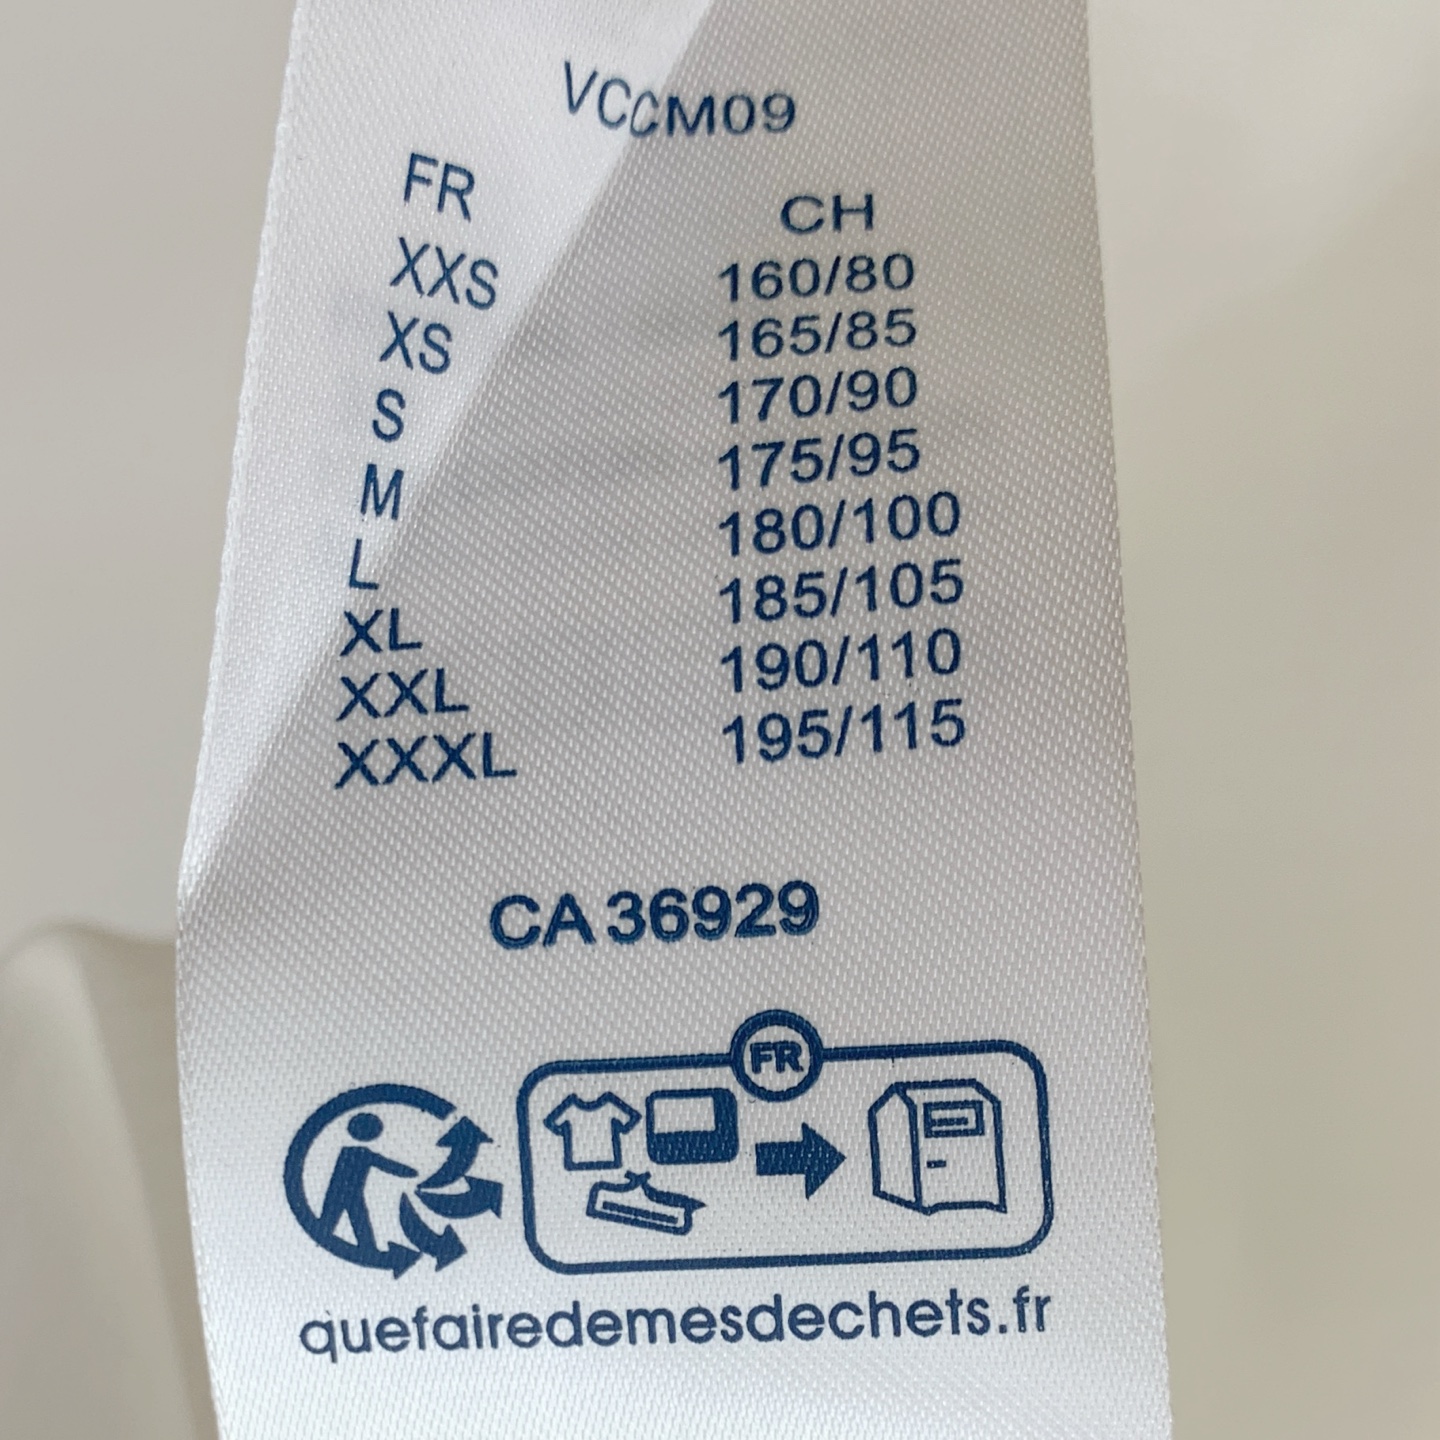 VCCM09
FR CH
XXS 160/80
XS 165/85
S 170/90
M 175/95
L 180/100
XL 185/105
XXL 190/110
XXXL 195/115
CA 36929
FR
quefairedemesdechets.fr